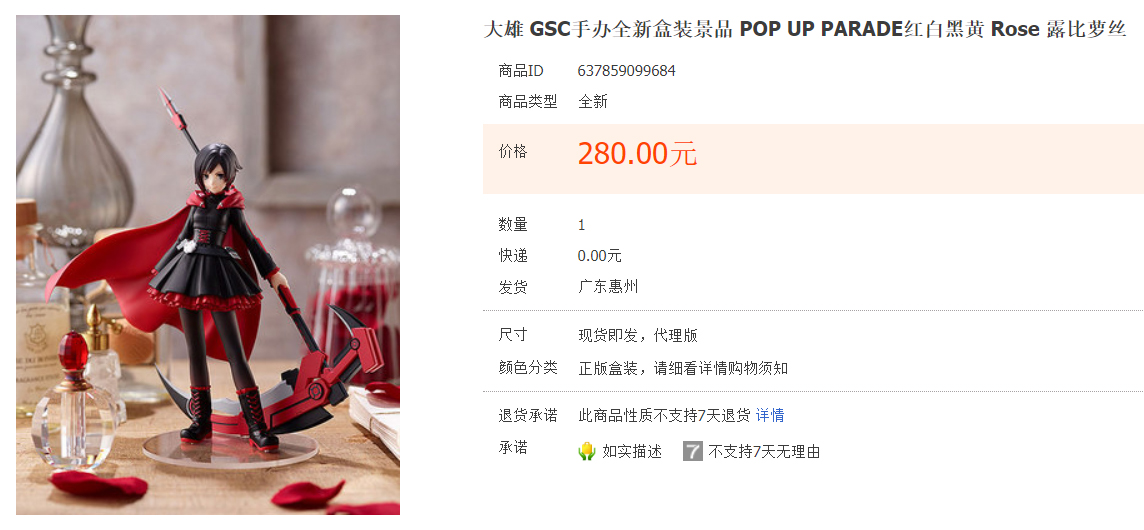 大雄 GSC手办全新盒装景品 POP UP PARADE红白黑黄 Rose 露比萝丝
商品ID 637859099684
商品类型 全新
价格 280.00元
数量 1
快递 0.00元
发货 广东惠州
尺寸 现货即发，代理版
颜色分类 正版盒装，请细看详情购物须知
退货承诺 此商品性质不支持7天退货 详情
承诺 如实描述 7 不支持7天无理由